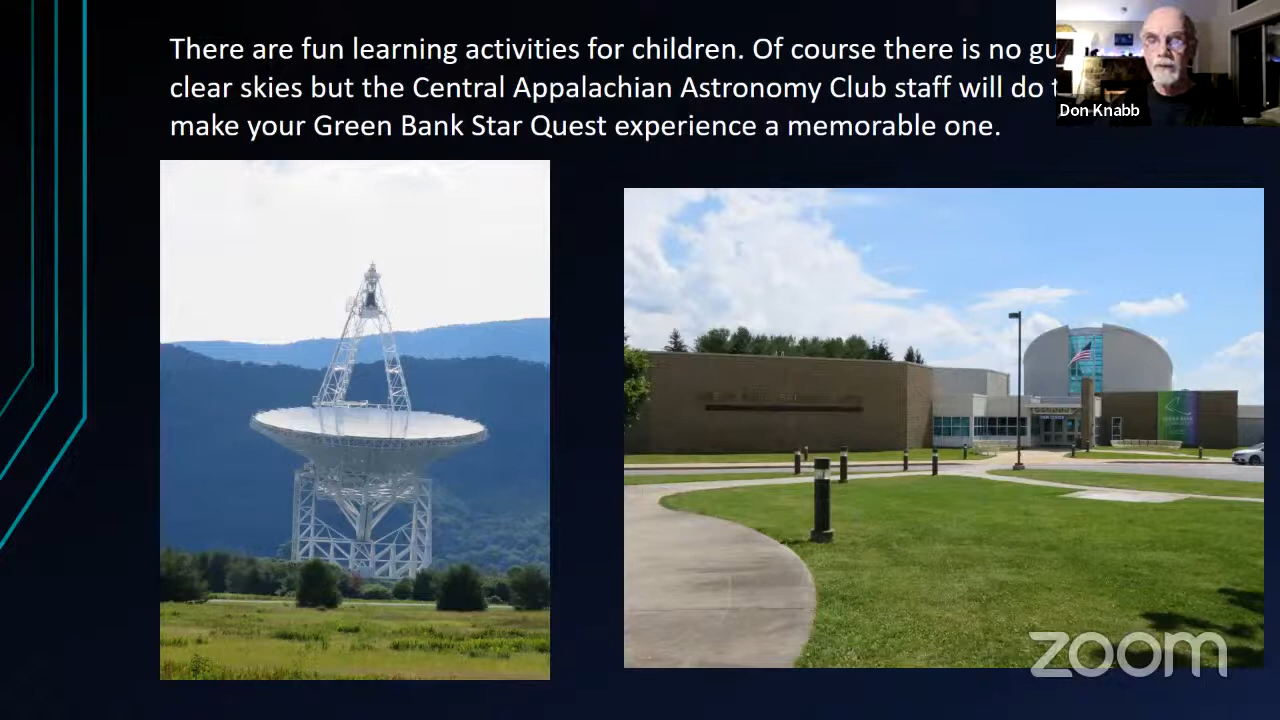 There are fun learning activities for children. Of course there is no gu
clear skies but the Central Appalachian Astronomy Club staff will do t
make your Green Bank Star Quest experience a memorable one.
Don Knabb
zoom